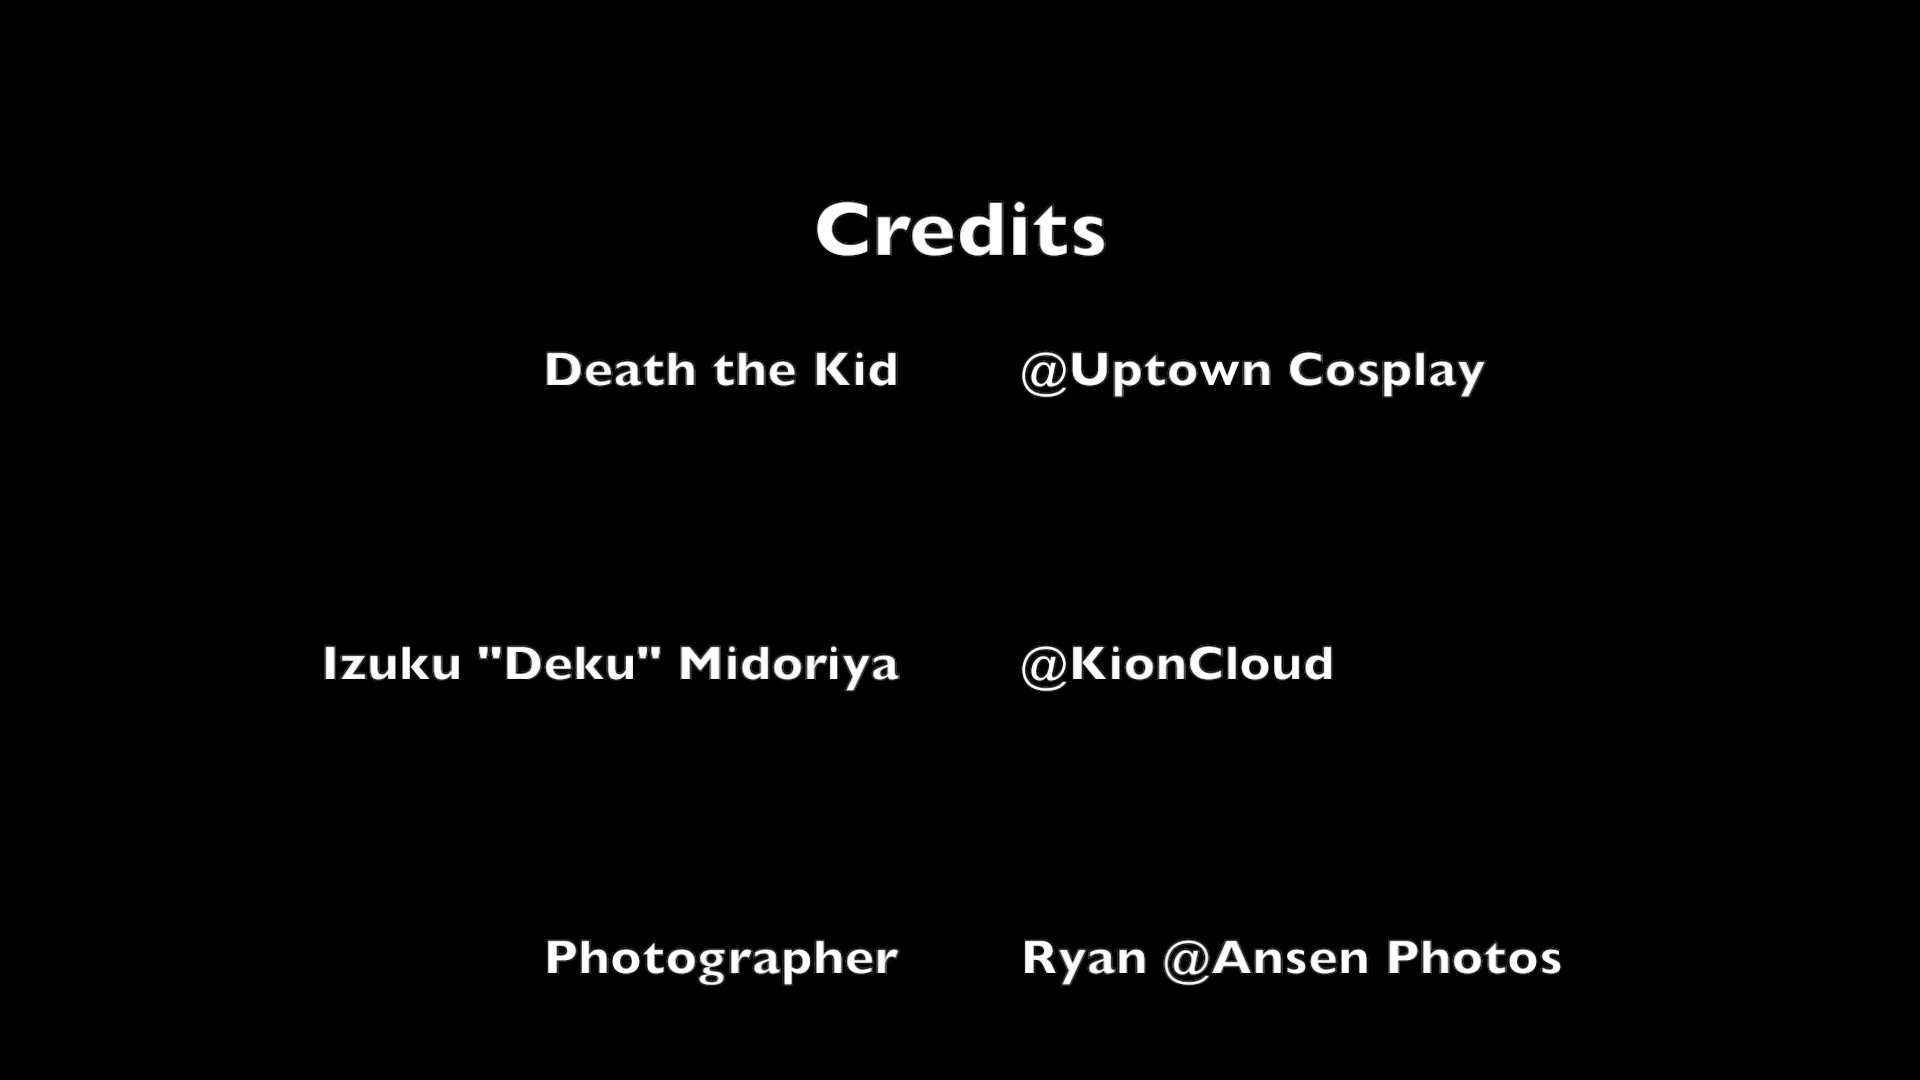 Credits
Death the Kid @Uptown Cosplay
Izuku "Deku" Midoriya @KionCloud
Photographer Ryan @Ansen Photos